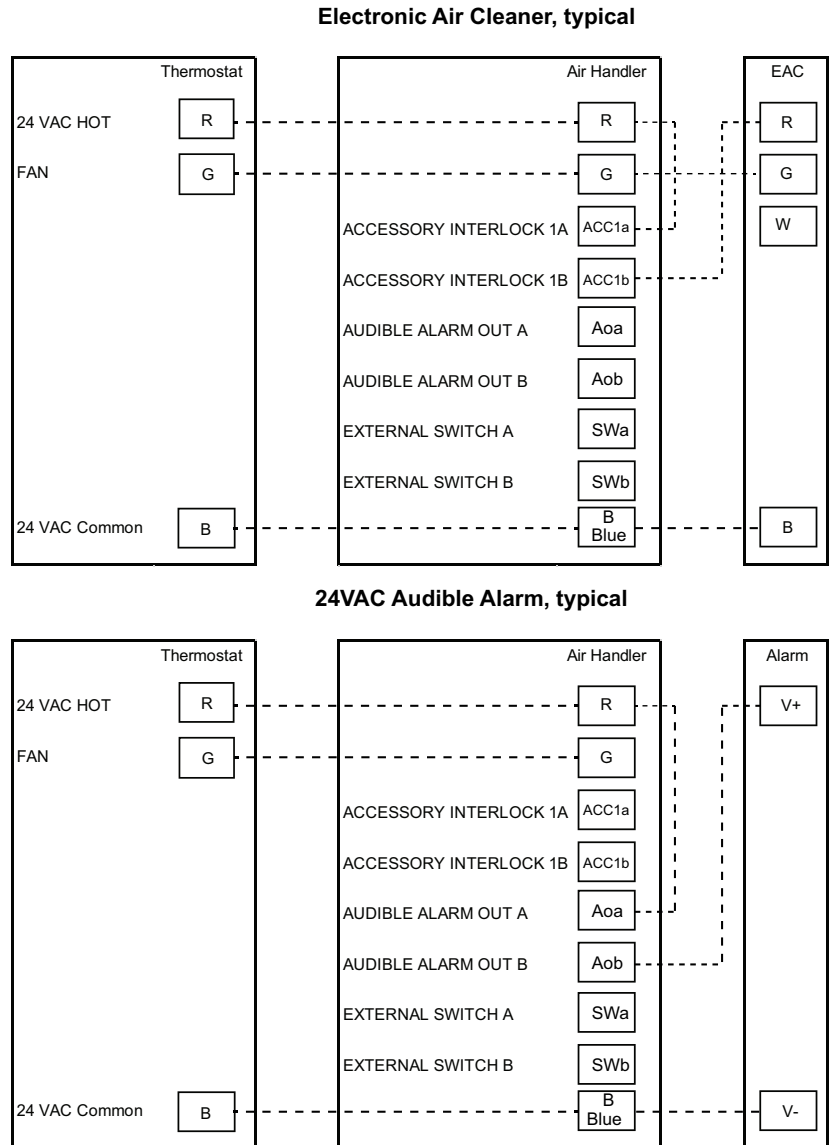 Electronic Air Cleaner, typical
Thermostat Air Handler EAC
24 VAC HOT R R R
FAN G G G
ACCESSORY INTERLOCK 1A ACC1a W
ACCESSORY INTERLOCK 1B ACC1b
AUDIBLE ALARM OUT A Aoa
AUDIBLE ALARM OUT B Aob
EXTERNAL SWITCH A SWa
EXTERNAL SWITCH B SWb
24 VAC Common B B B
Blue
24VAC Audible Alarm, typical
Thermostat Air Handler Alarm
24 VAC HOT R R V+
FAN G G
ACCESSORY INTERLOCK 1A ACC1a
ACCESSORY INTERLOCK 1B ACC1b
AUDIBLE ALARM OUT A Aoa
AUDIBLE ALARM OUT B Aob
EXTERNAL SWITCH A SWa
EXTERNAL SWITCH B SWb
24 VAC Common B B V-
Blue